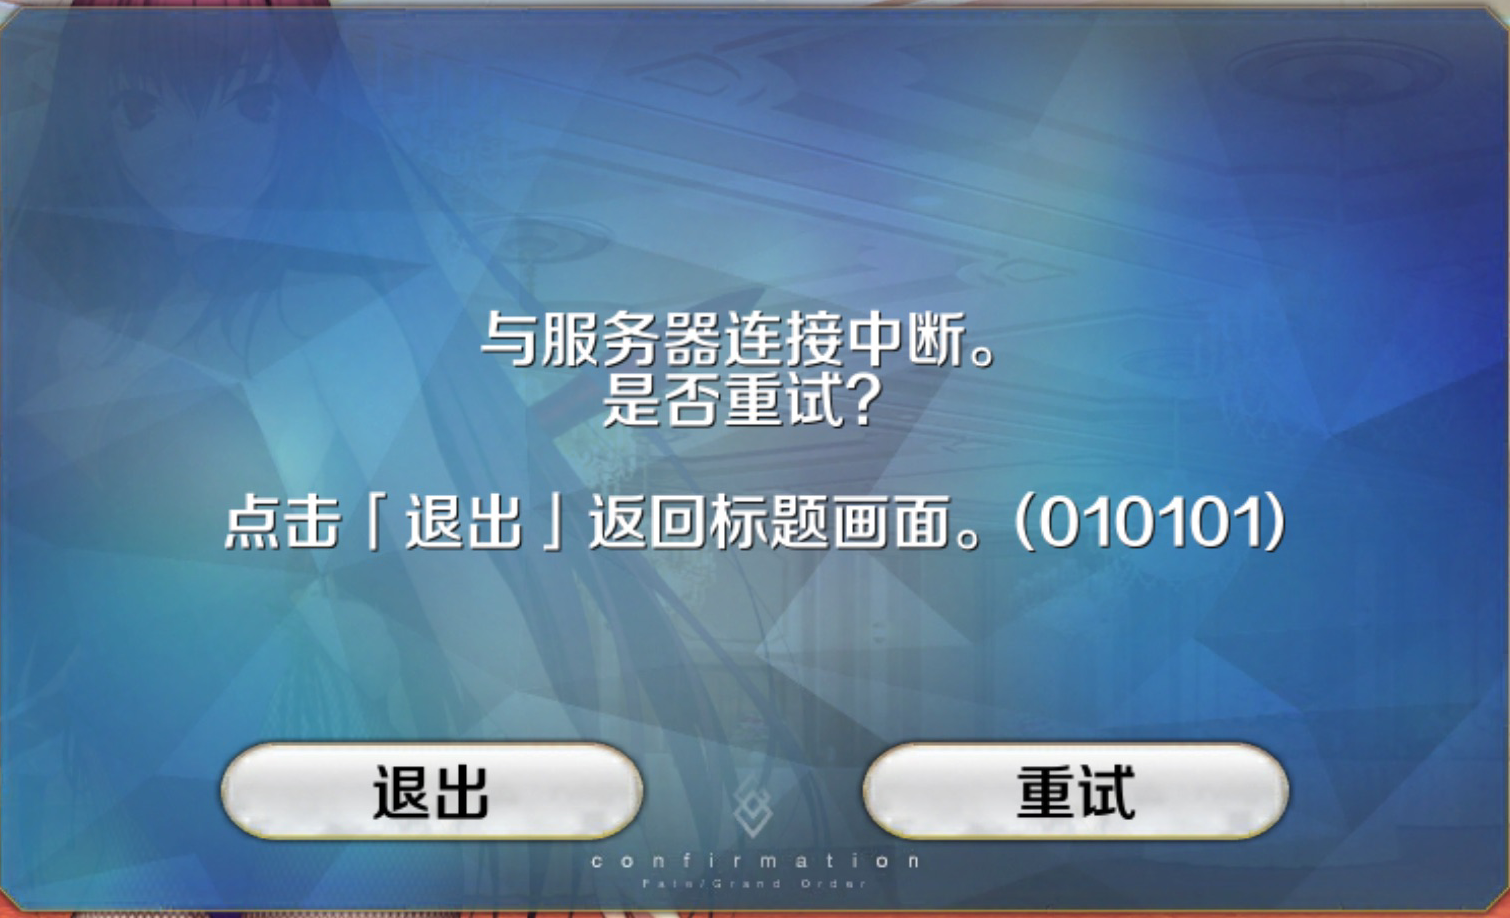 与服务器连接中断。
是否重试？
点击「退出」返回标题画面。(010101)
退出
重试
confirmation
Fate/Grand Order